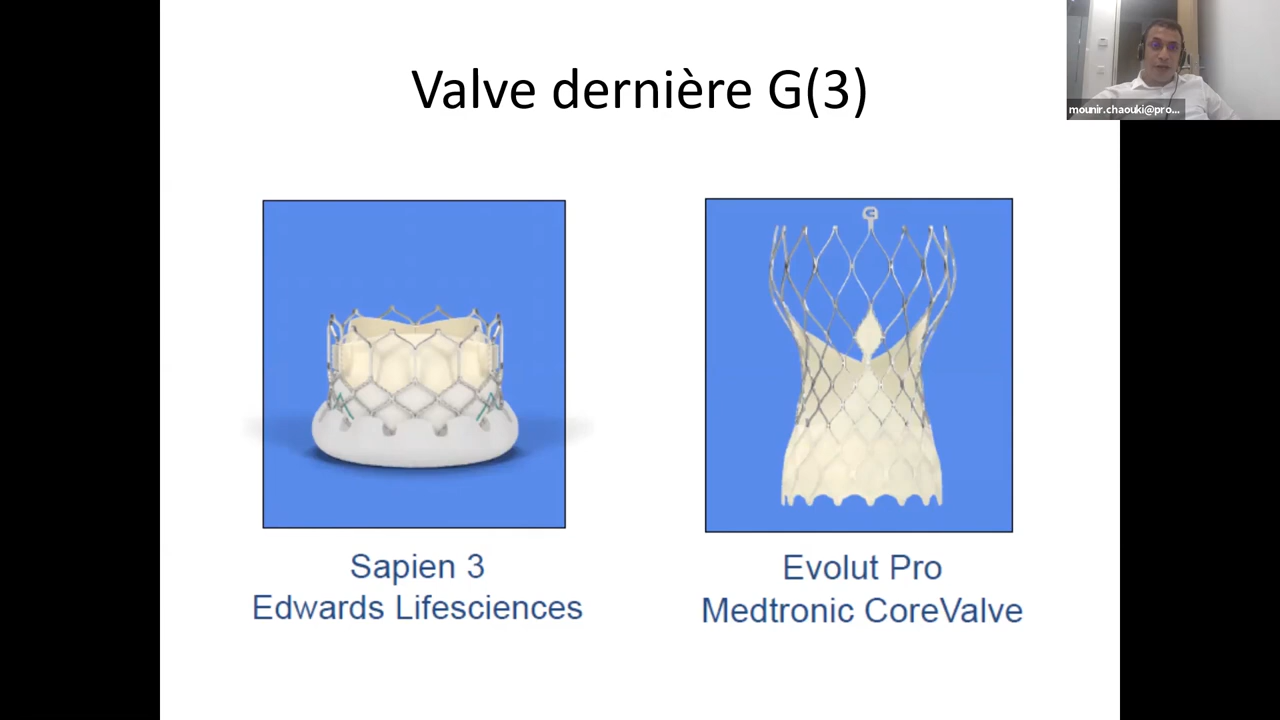 Valve dernière G(3)
mounir.chaouki@pro...
Sapien 3
Edwards Lifesciences
Evolut Pro
Medtronic CoreValve